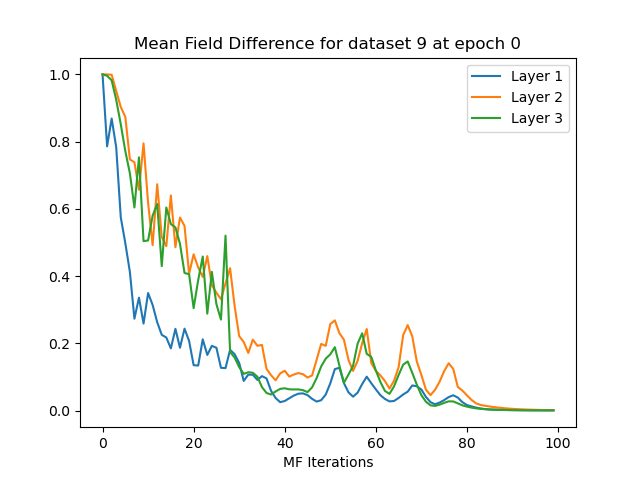 Mean Field Difference for dataset 9 at epoch 0
Layer 1
Layer 2
Layer 3
1.0
0.8
0.6
0.4
0.2
0.0
0
20
40
60
80
100
MF Iterations